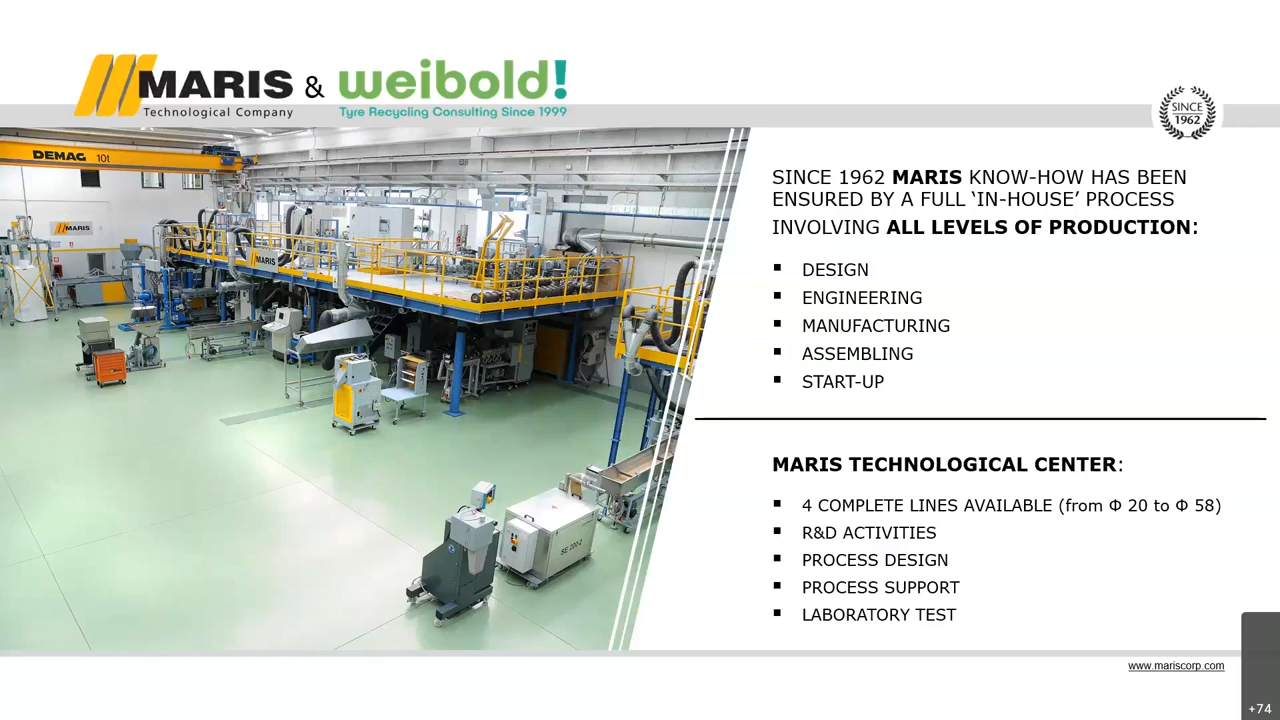 MARIS & weibold!
Technological Company
Tyre Recycling Consulting Since 1999
SINCE
1962
DEMAG 10t
MARIS
MARIS
SE 200-2
SINCE 1962 MARIS KNOW-HOW HAS BEEN
ENSURED BY A FULL ‘IN-HOUSE’ PROCESS
INVOLVING ALL LEVELS OF PRODUCTION:
▪ DESIGN
▪ ENGINEERING
▪ MANUFACTURING
▪ ASSEMBLING
▪ START-UP
MARIS TECHNOLOGICAL CENTER:
▪ 4 COMPLETE LINES AVAILABLE (from Φ 20 to Φ 58)
▪ R&D ACTIVITIES
▪ PROCESS DESIGN
▪ PROCESS SUPPORT
▪ LABORATORY TEST
www.mariscorp.com
+74